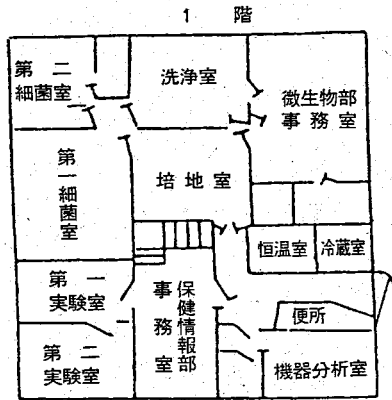 1 階
第二
細菌室
洗浄室
微生物部
事務室
第一細菌室
培地室
恒温室
冷蔵室
第一
実験室
保健情報部
事務室
便所
第二
実験室
機器分析室